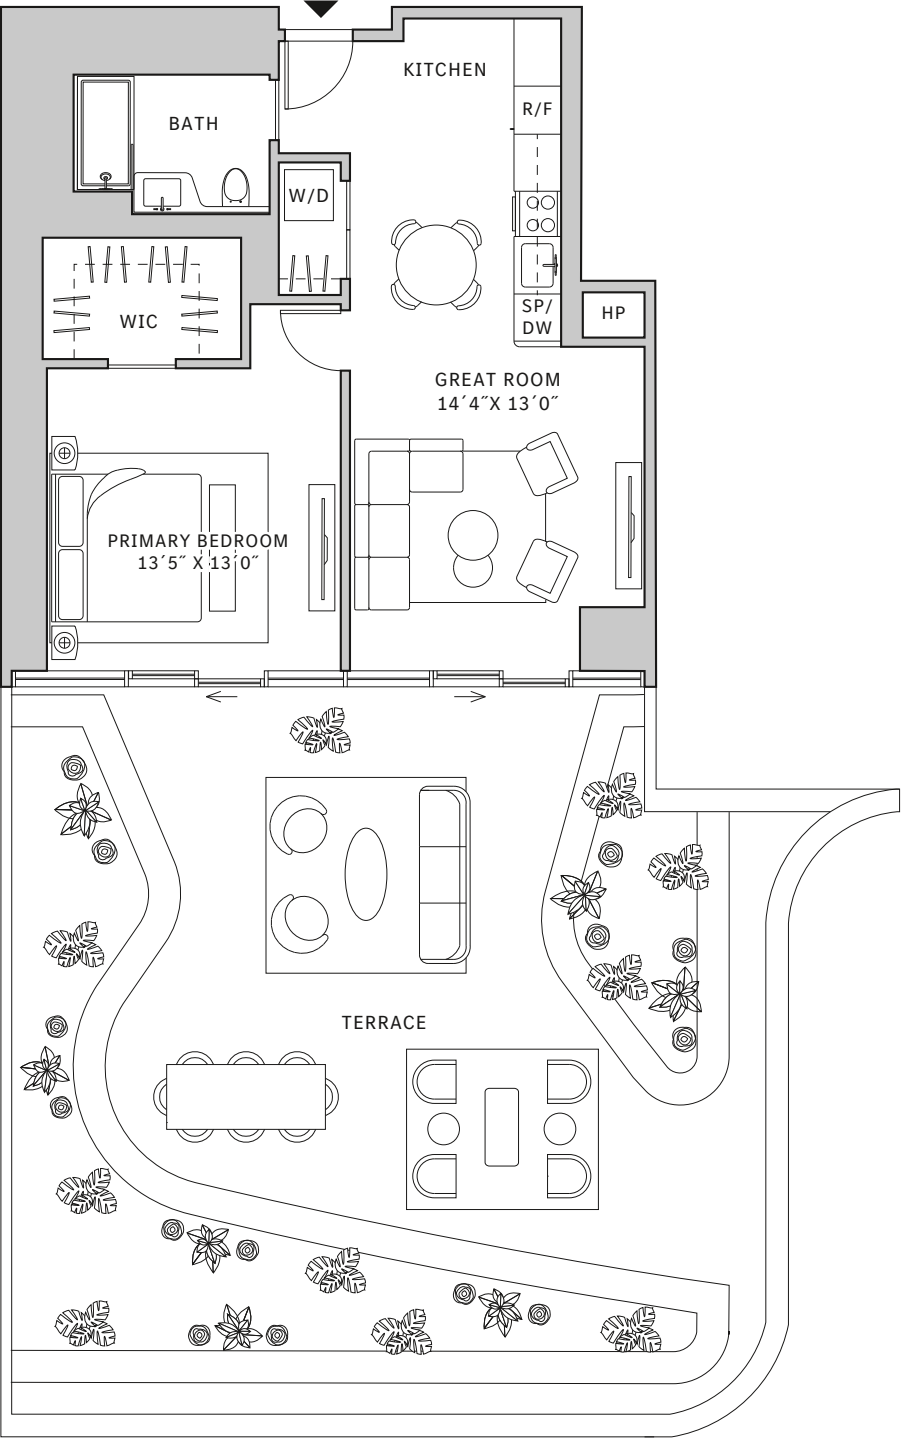 KITCHEN
R/F
BATH
W/D
SP/
DW
HP
WIC
GREAT ROOM
14´4˝X 13´0˝
PRIMARY BEDROOM
13´5˝ X 13´0˝
TERRACE